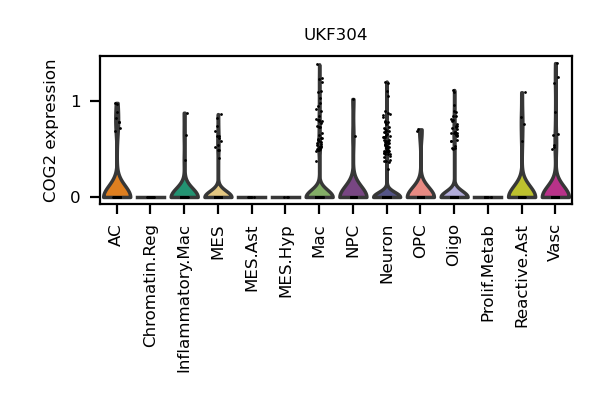 UKF304
COG2 expression
1
0
AC
Chromatin.Reg
Inflammatory.Mac
MES
MES.Ast
MES.Hyp
Mac
NPC
Neuron
OPC
Oligo
Prolif.Metab
Reactive.Ast
Vasc